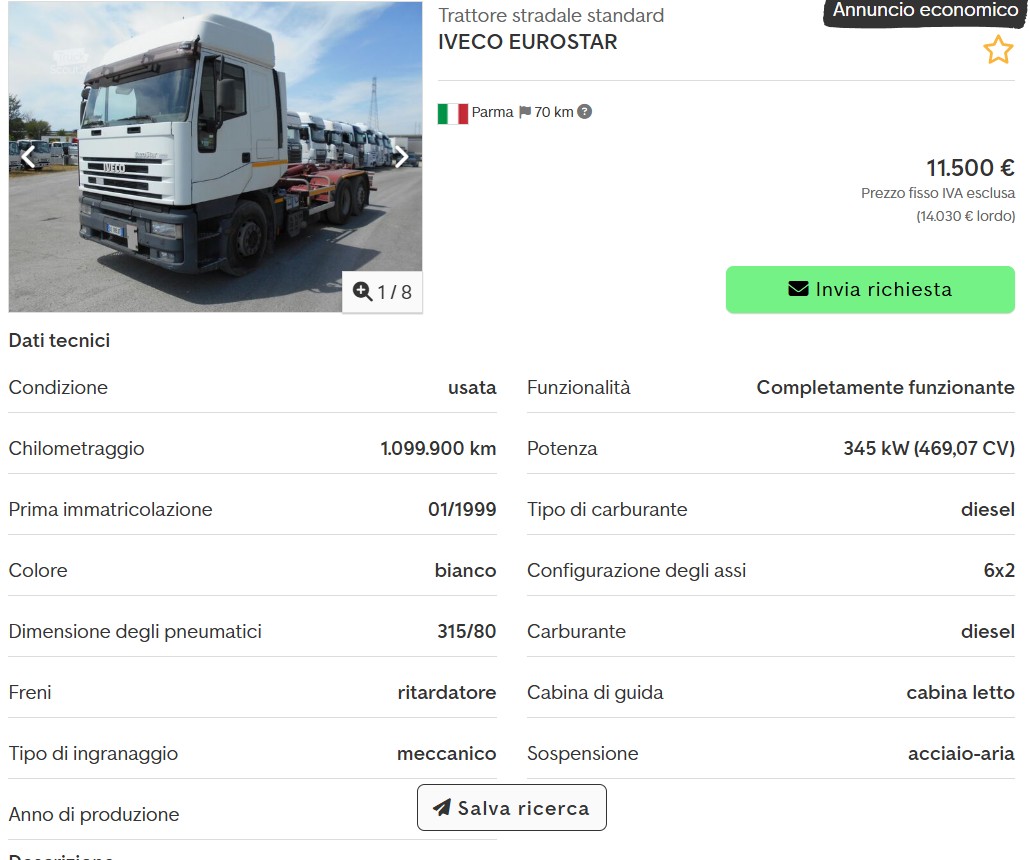 Trattore stradale standard
Annuncio economico
IVECO EUROSTAR
Parma 70 km ?
11.500 €
Prezzo fisso IVA esclusa
(14.030 € lordo)
IVECO
1 / 8
Invia richiesta
Dati tecnici
Condizione usata
Funzionalità Completamente funzionante
Chilometraggio 1.099.900 km
Potenza 345 kW (469,07 CV)
Prima immatricolazione 01/1999
Tipo di carburante diesel
Colore bianco
Configurazione degli assi 6x2
Dimensione degli pneumatici 315/80
Carburante diesel
Freni ritardatore
Cabina di guida cabina letto
Tipo di ingranaggio meccanico
Sospensione acciaio-aria
Anno di produzione
Salva ricerca